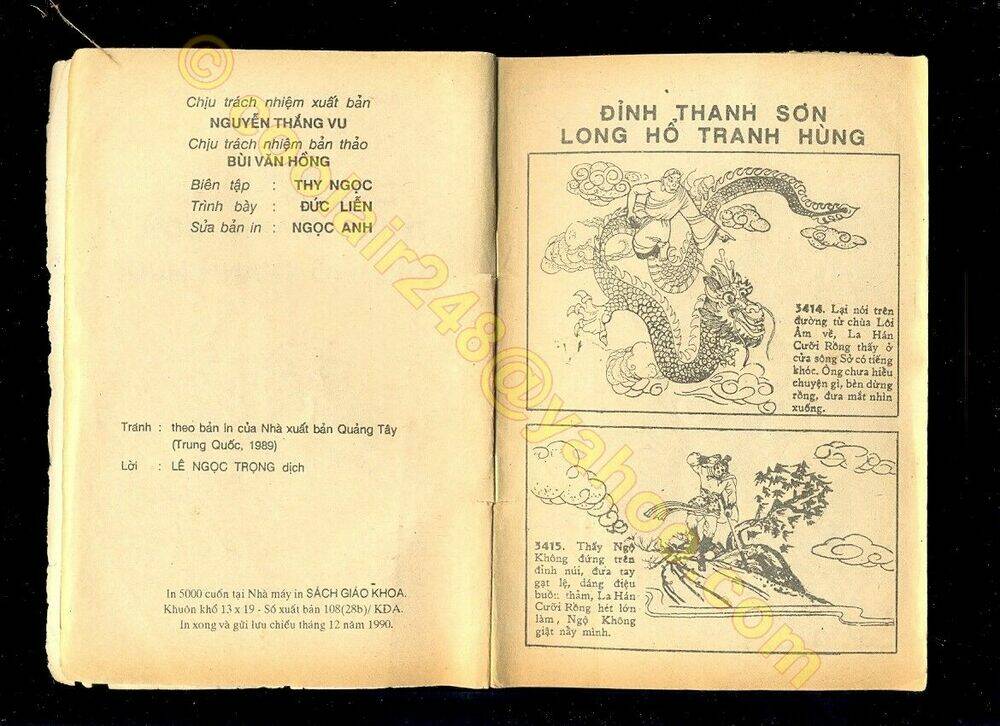 Chịu trách nhiệm xuất bản
NGUYỄN THẮNG VU
Chịu trách nhiệm bản thảo
BÙI VĂN HỒNG
Biên tập : THY NGỌC
Trình bày : ĐỨC LIỄN
Sửa bản in : NGỌC ANH
Tránh : theo bản in của Nhà xuất bản Quảng Tây
(Trung Quốc, 1989)
Lời : LÊ NGỌC TRỌNG dịch
In 5000 cuốn tại Nhà máy in SÁCH GIÁO KHOA.
Khuôn khổ 13 x 19 - Số xuất bản 108(28b)/ KĐA.
In xong và gửi lưu chiểu tháng 12 năm 1990.
ĐỈNH THANH SƠN
LONG HỔ TRANH HÙNG
3414. Lại nói trên
đường từ chùa Lôi
Âm về, La Hán
Cưỡi Rồng thấy ở
cửa sông Sở có tiếng
khóc. Ông chưa hiểu
chuyện gì, bèn dừng
rồng, đưa mắt nhìn
xuống.
3415. Thấy Ngộ
Không đứng trên
đỉnh núi, đưa tay
gạt lệ, dáng điệu
buồn thảm, La Hán
Cưỡi Rồng hét lớn
làm, Ngộ Không
giật nảy mình.
© coolair248@yahoo.com